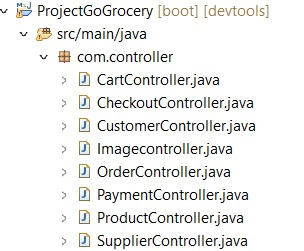 ProjectGoGrocery [boot] [devtools]
src/main/java
com.controller
CartController.java
CheckoutController.java
CustomerController.java
Imagecontroller.java
OrderController.java
PaymentController.java
ProductController.java
SupplierController.java